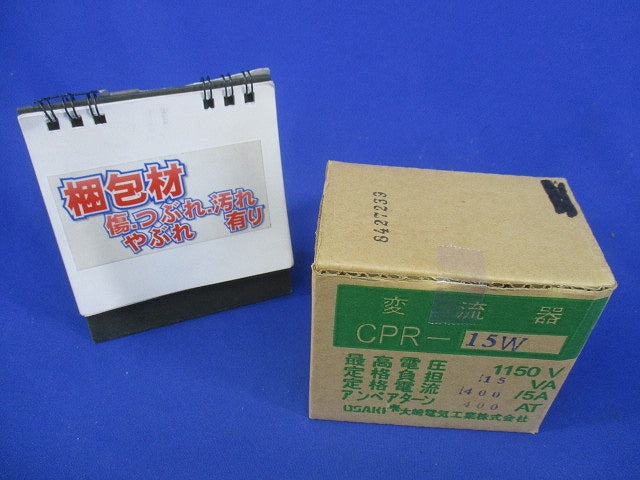 梱包材
傷.つぶれ.汚れ
やぶれ 有り
8427239
変流器
CPR-15W
最高電圧 1150 V
定格負担 15 VA
定格電流 400 /5A
アンペアターン 400 AT
OSAKI 大崎電気工業株式会社